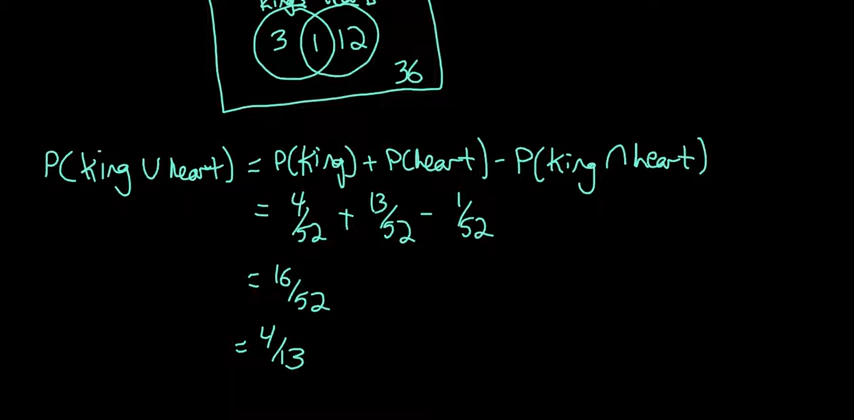 3 1 12
36
P(king ∪ heart) = P(king) + P(heart) - P(king ∩ heart)
= 4/52 + 13/52 - 1/52
= 16/52
= 4/13